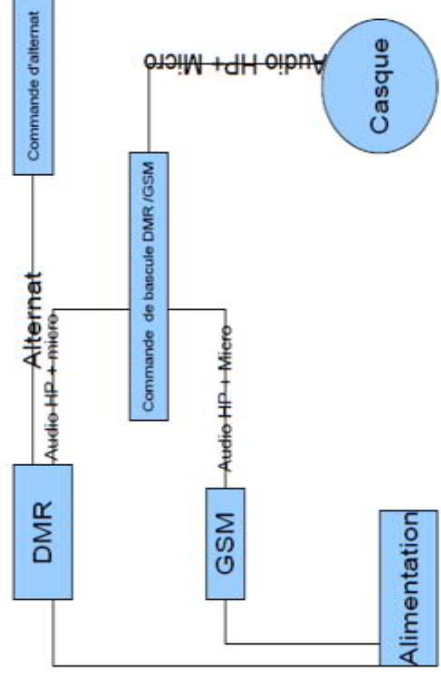 Commande d'alternat
Alternat
DMR
Audio HP + micro
Commande de bascule DMR /GSM
Audio HP + Micro
GSM
Audio HP + Micro
Casque
Alimentation